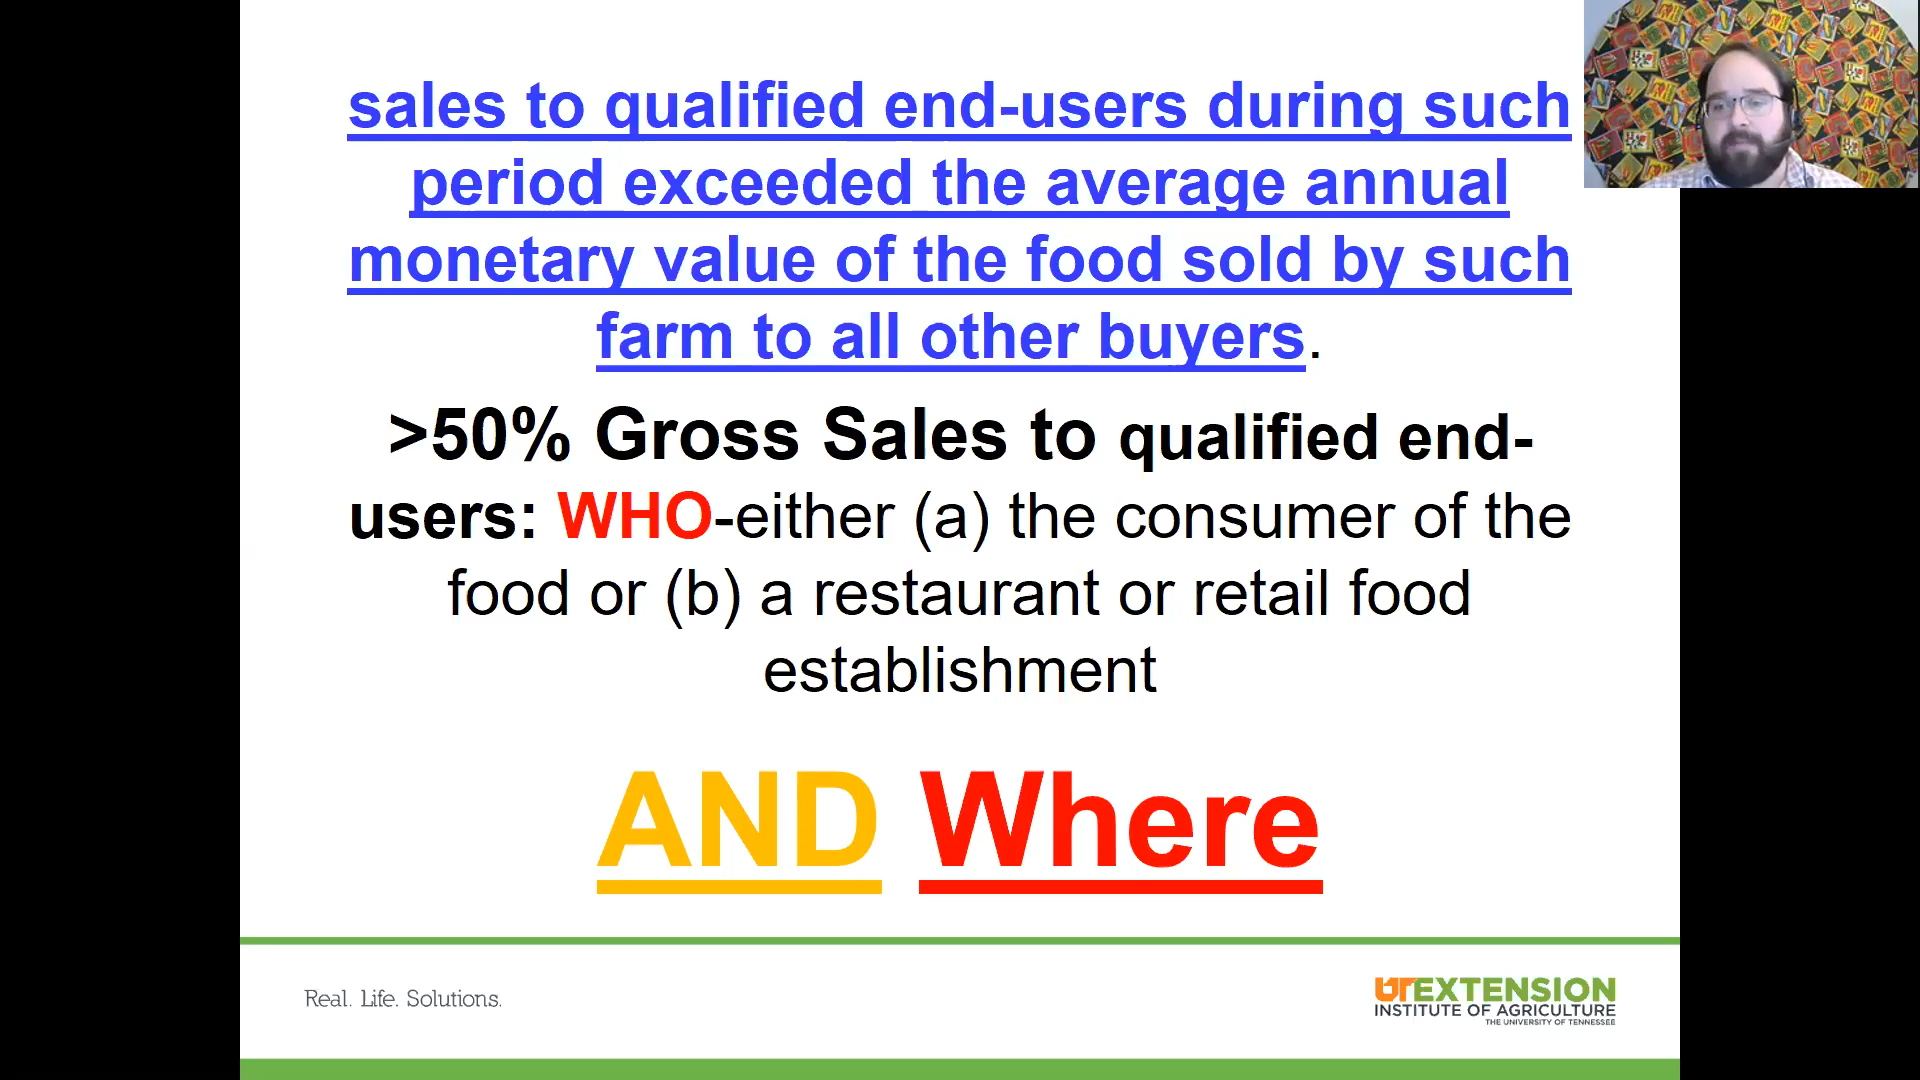 sales to qualified end-users during such
period exceeded the average annual
monetary value of the food sold by such
farm to all other buyers.
>50% Gross Sales to qualified end-
users: WHO-either (a) the consumer of the
food or (b) a restaurant or retail food
establishment
AND Where
Real. Life. Solutions.
UTEXTENSION
INSTITUTE OF AGRICULTURE
THE UNIVERSITY OF TENNESSEE